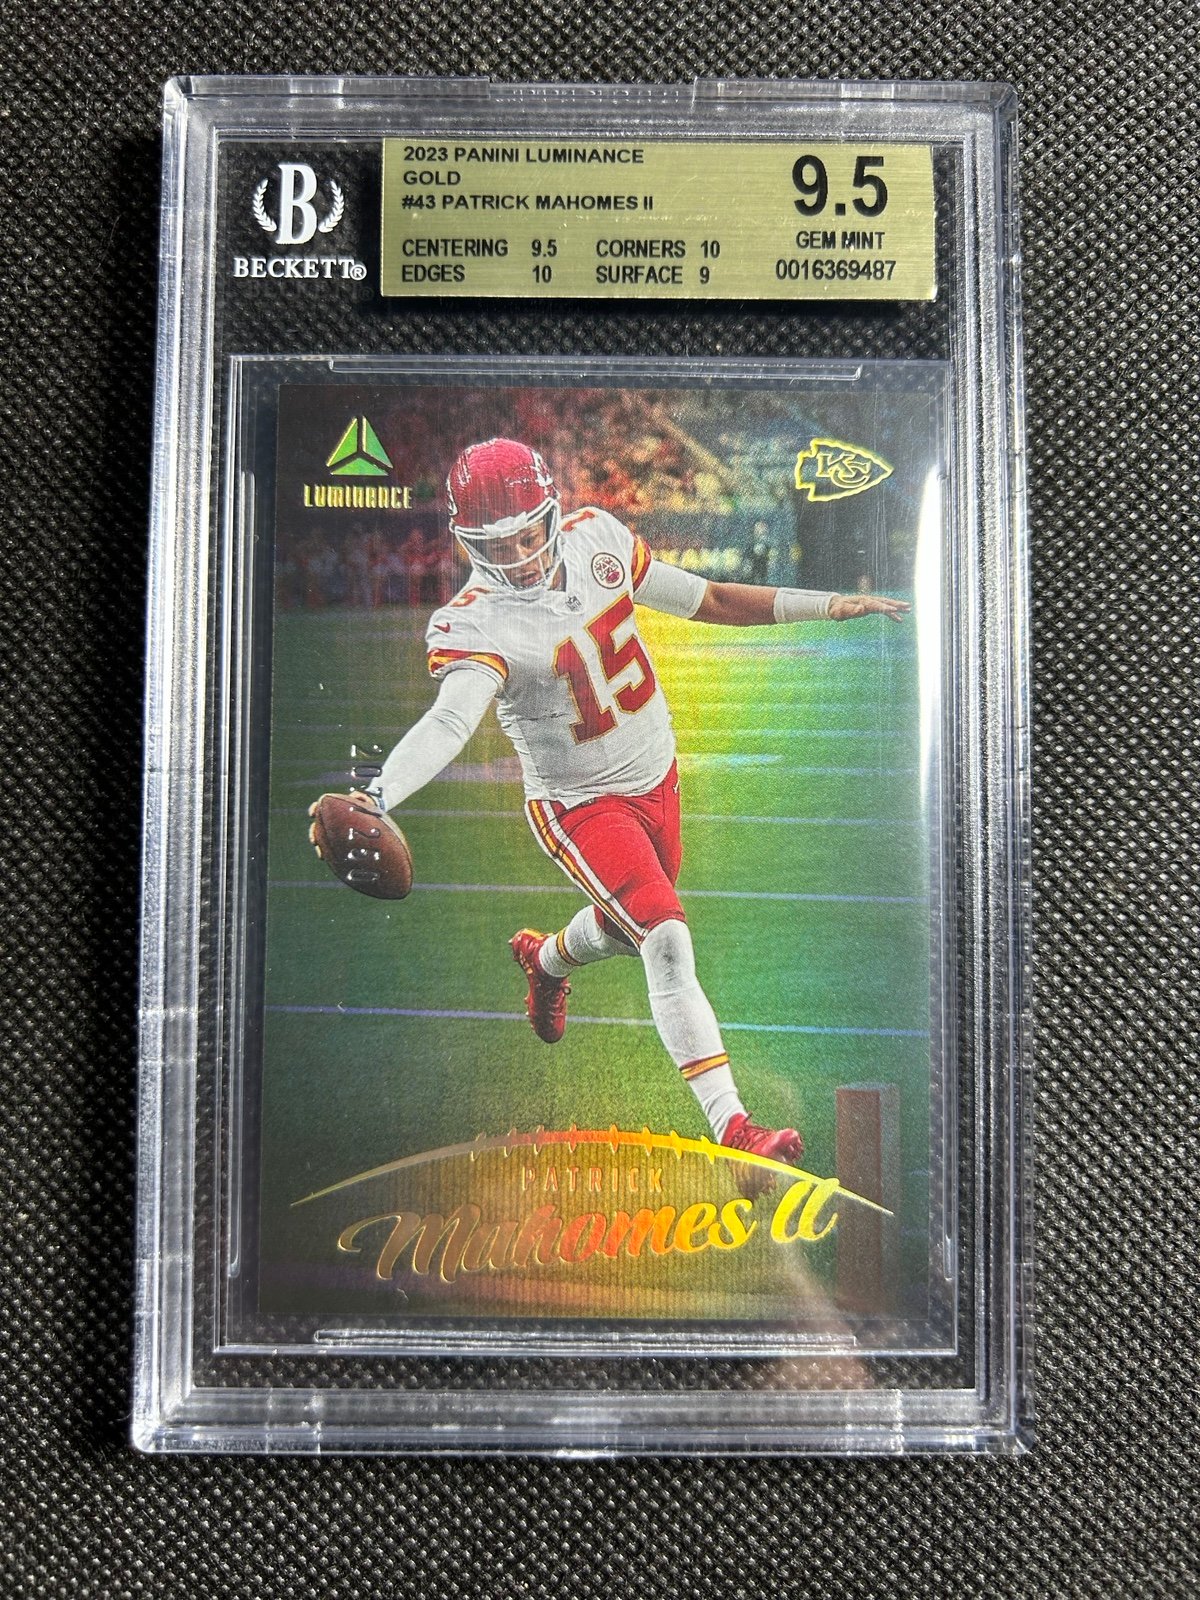 2023 PANINI LUMINANCE
GOLD
#43 PATRICK MAHOMES II
CENTERING 9.5 CORNERS 10
EDGES 10 SURFACE 9
9.5
GEM MINT
0016369487
B
BECKETT®
LUMINANCE
KC
15
15
15
PATRICK
Mahomes II